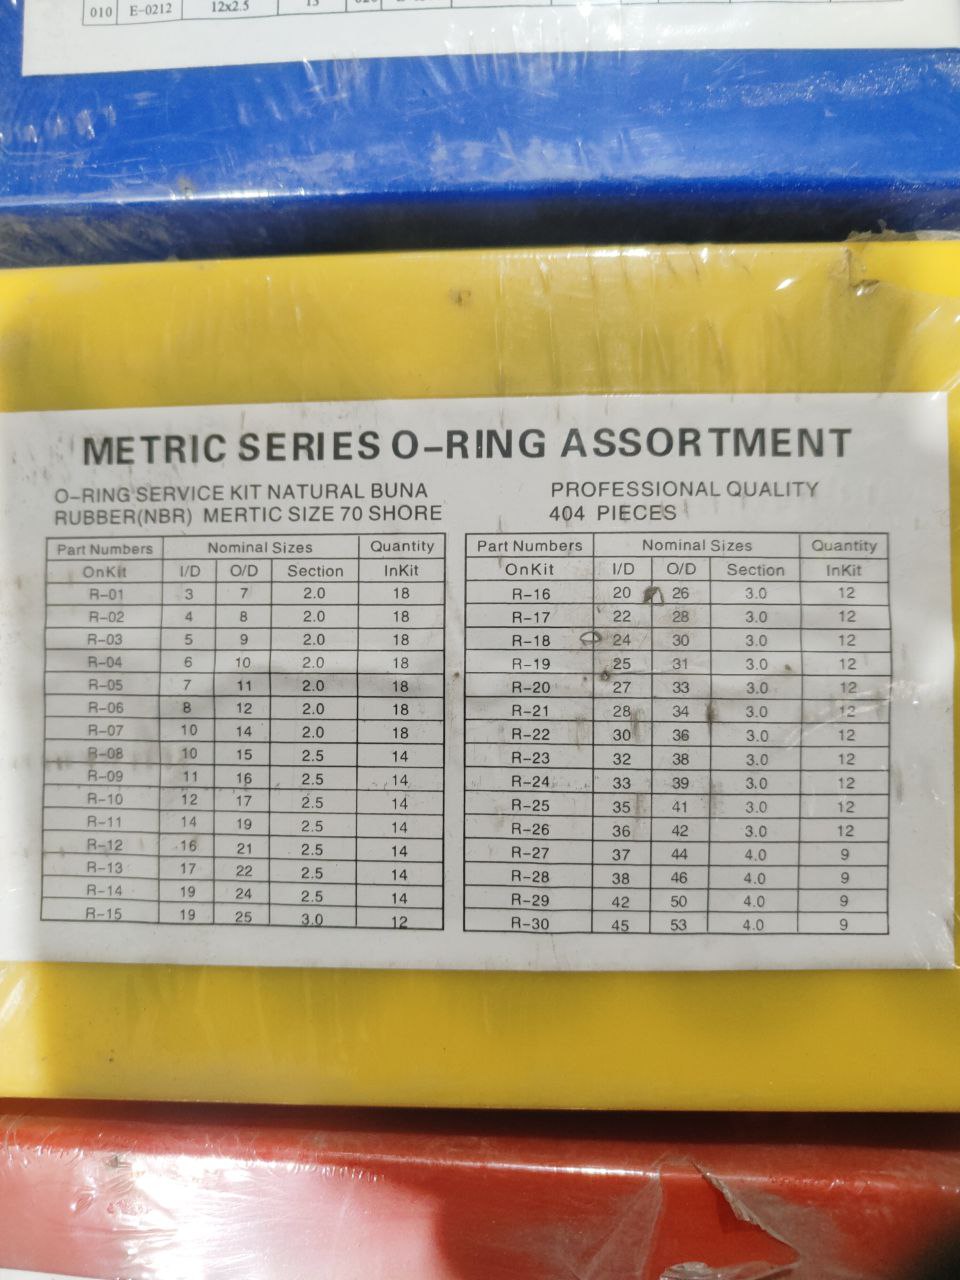 010 E-0212 12x2.5
METRIC SERIES O-RING ASSORTMENT
O-RING SERVICE KIT NATURAL BUNA
RUBBER(NBR) MERTIC SIZE 70 SHORE
PROFESSIONAL QUALITY
404 PIECES
Part Numbers Nominal Sizes Quantity
OnKit I/D O/D Section InKit
R-01 3 7 2.0 18
R-02 4 8 2.0 18
R-03 5 9 2.0 18
R-04 6 10 2.0 18
R-05 7 11 2.0 18
R-06 8 12 2.0 18
R-07 10 14 2.0 18
R-08 10 15 2.5 14
R-09 11 16 2.5 14
R-10 12 17 2.5 14
R-11 14 19 2.5 14
R-12 16 21 2.5 14
R-13 17 22 2.5 14
R-14 19 24 2.5 14
R-15 19 25 3.0 12
Part Numbers Nominal Sizes Quantity
OnKit I/D O/D Section InKit
R-16 20 26 3.0 12
R-17 22 28 3.0 12
R-18 24 30 3.0 12
R-19 25 31 3.0 12
R-20 27 33 3.0 12
R-21 28 34 3.0 12
R-22 30 36 3.0 12
R-23 32 38 3.0 12
R-24 33 39 3.0 12
R-25 35 41 3.0 12
R-26 36 42 3.0 12
R-27 37 44 4.0 9
R-28 38 46 4.0 9
R-29 42 50 4.0 9
R-30 45 53 4.0 9